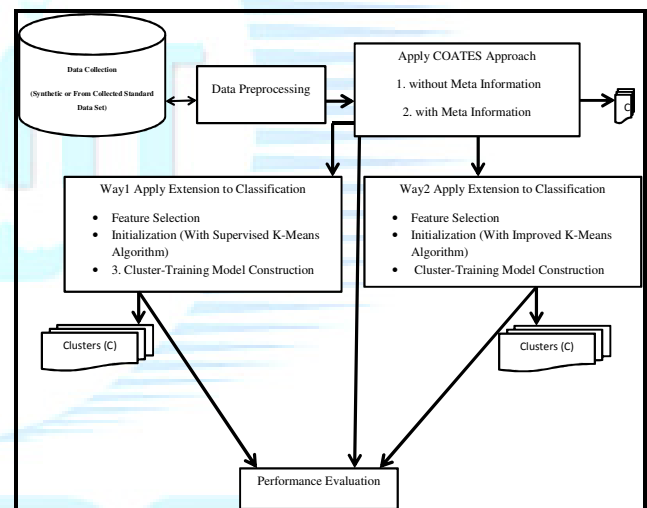 Data Collection
(Synthetic or From Collected Standard
Data Set)
Data Preprocessing
Apply COATES Approach
1. without Meta Information
2. with Meta Information
C
Way1 Apply Extension to Classification
• Feature Selection
• Initialization (With Supervised K-Means
Algorithm)
• 3. Cluster-Training Model Construction
Way2 Apply Extension to Classification
• Feature Selection
• Initialization (With Improved K-Means
Algorithm)
• Cluster-Training Model Construction
Clusters (C)
Clusters (C)
Performance Evaluation